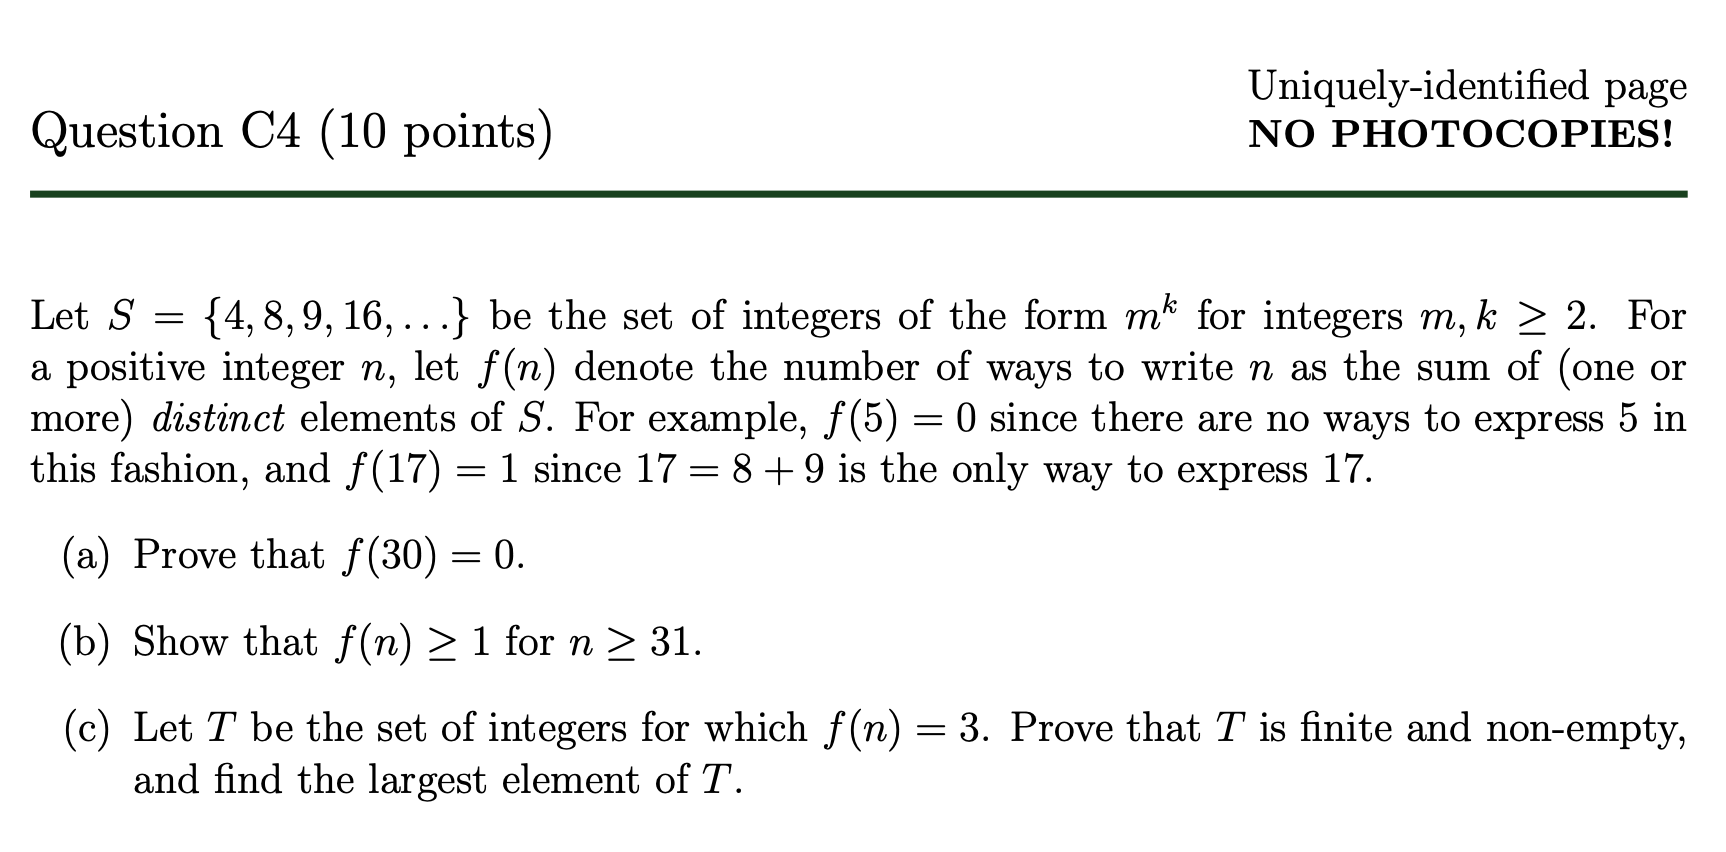 Uniquely-identified page
Question C4 (10 points)
NO PHOTOCOPIES!
Let S = {4, 8, 9, 16, . . .} be the set of integers of the form m^k for integers m, k ≥ 2. For
a positive integer n, let f(n) denote the number of ways to write n as the sum of (one or
more) distinct elements of S. For example, f(5) = 0 since there are no ways to express 5 in
this fashion, and f(17) = 1 since 17 = 8 + 9 is the only way to express 17.
(a) Prove that f(30) = 0.
(b) Show that f(n) ≥ 1 for n ≥ 31.
(c) Let T be the set of integers for which f(n) = 3. Prove that T is finite and non-empty,
and find the largest element of T.